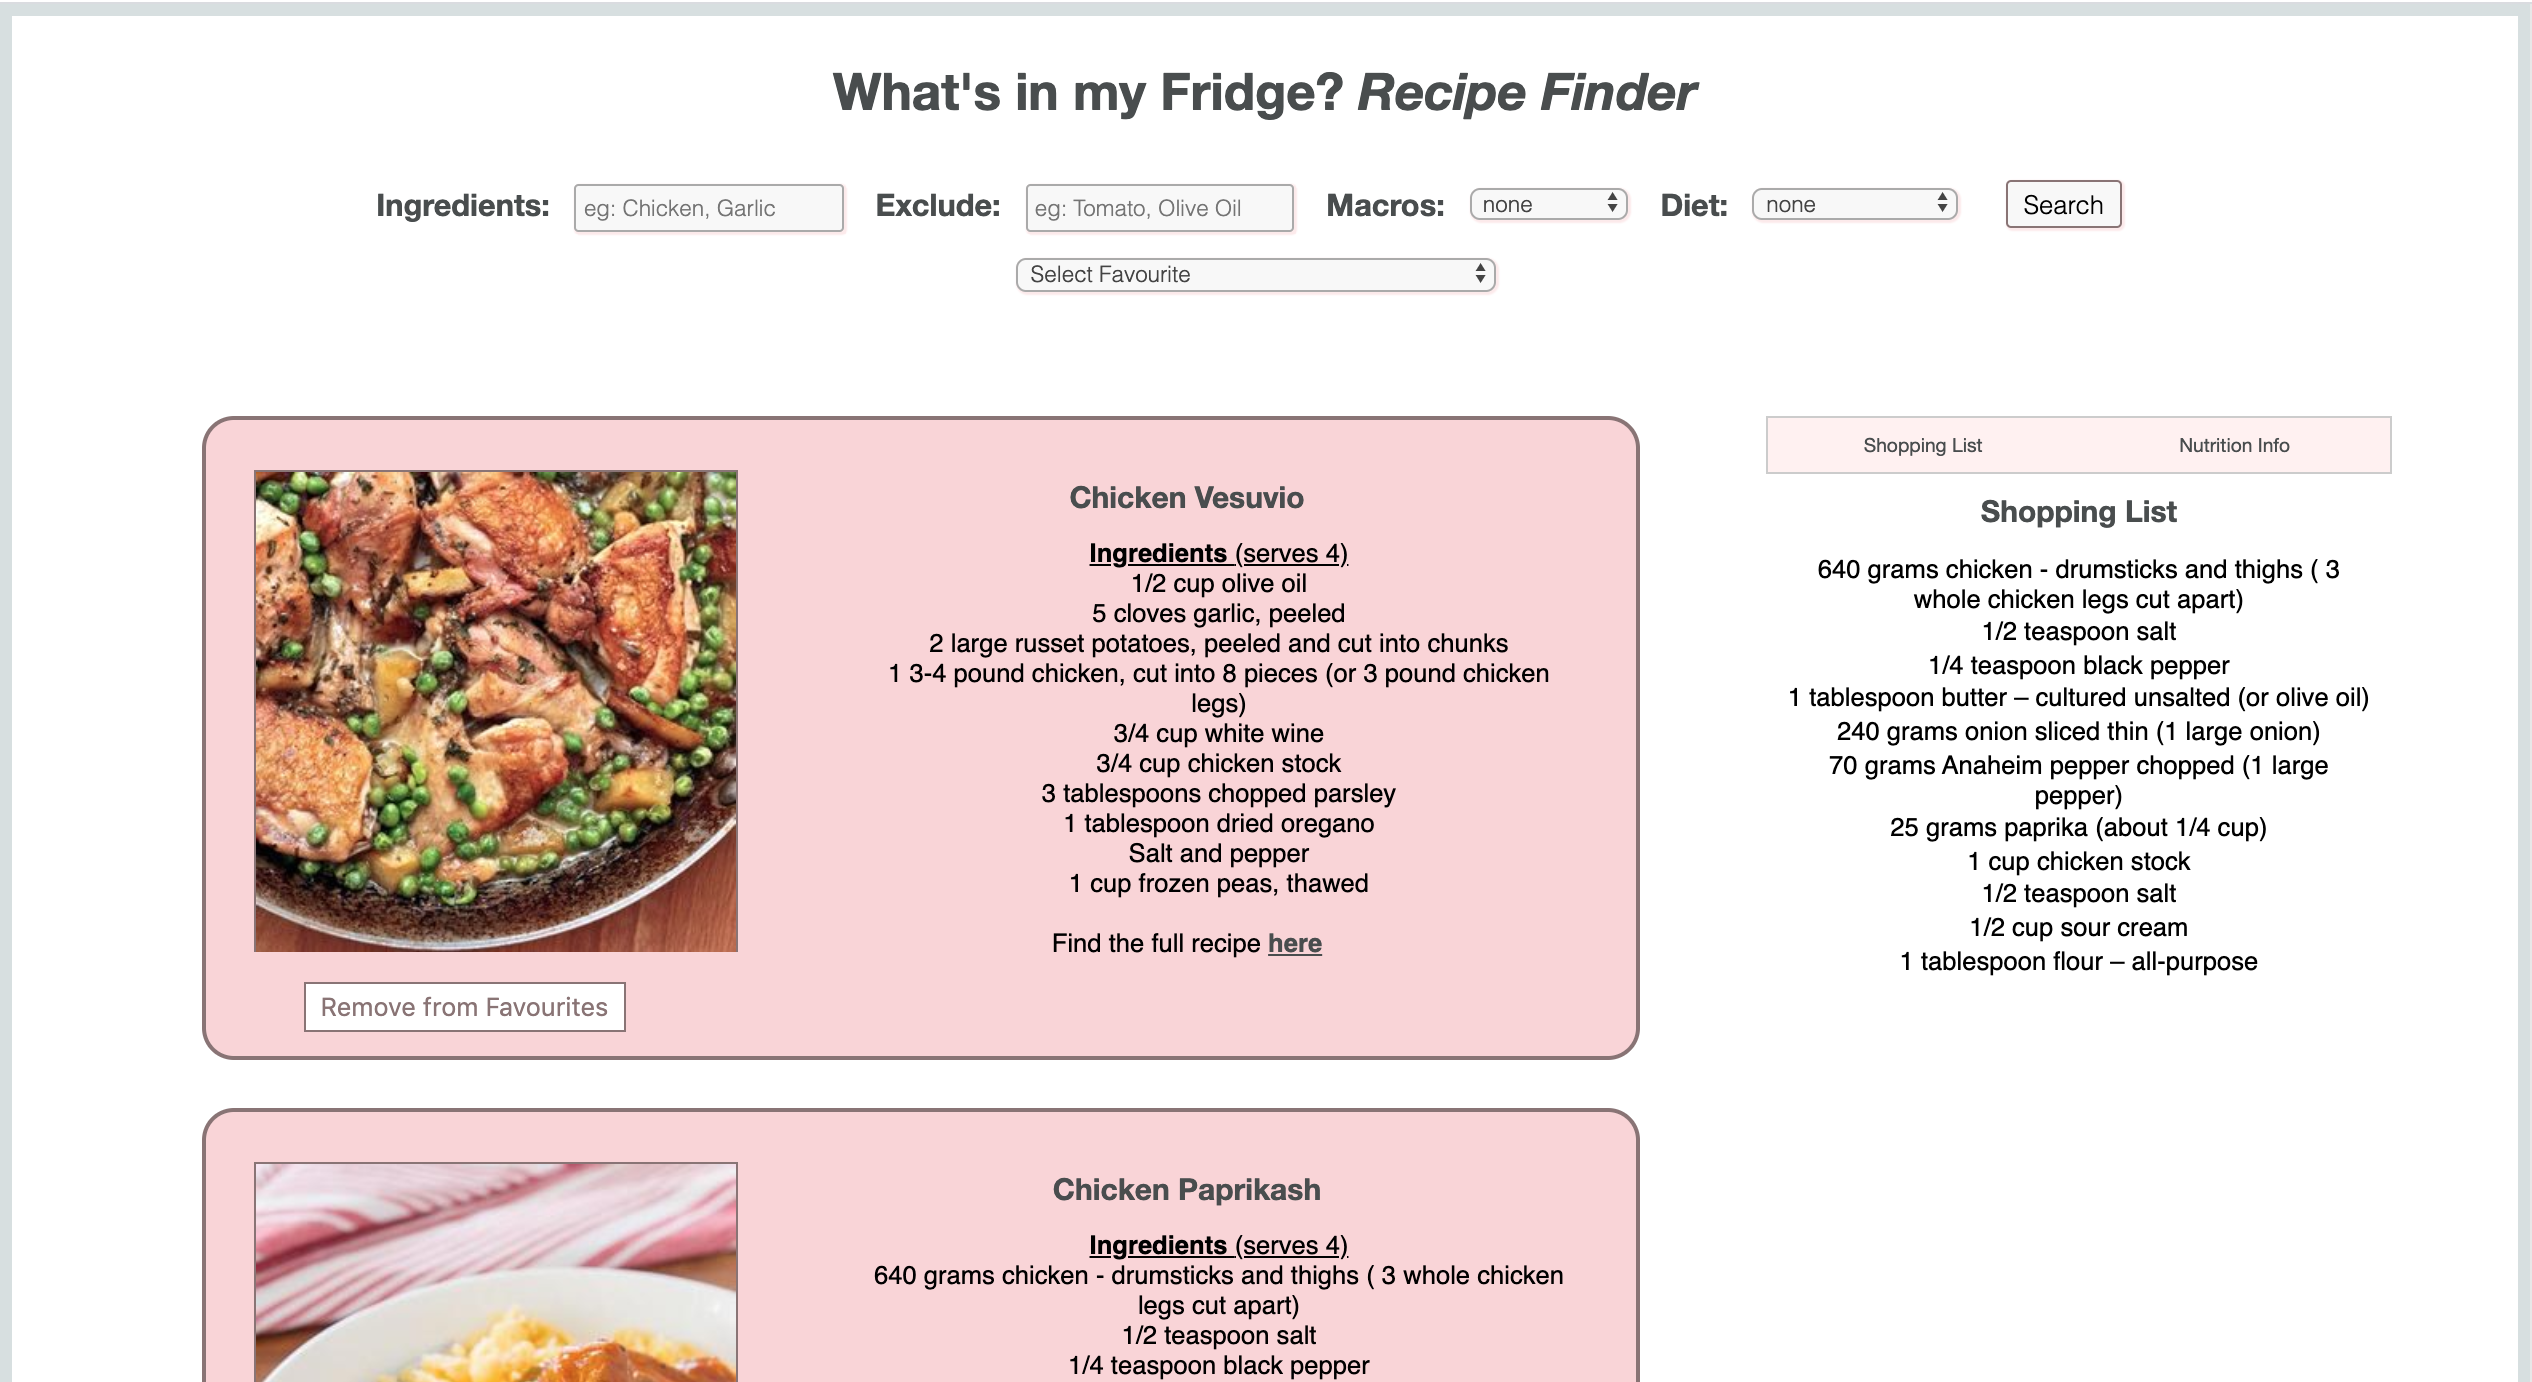 What's in my Fridge? Recipe Finder
Ingredients: eg: Chicken, Garlic Exclude: eg: Tomato, Olive Oil Macros: none Diet: none Search
Select Favourite
Chicken Vesuvio
Ingredients (serves 4)
1/2 cup olive oil
5 cloves garlic, peeled
2 large russet potatoes, peeled and cut into chunks
1 3-4 pound chicken, cut into 8 pieces (or 3 pound chicken
legs)
3/4 cup white wine
3/4 cup chicken stock
3 tablespoons chopped parsley
1 tablespoon dried oregano
Salt and pepper
1 cup frozen peas, thawed
Find the full recipe here
Remove from Favourites
Chicken Paprikash
Ingredients (serves 4)
640 grams chicken - drumsticks and thighs ( 3 whole chicken
legs cut apart)
1/2 teaspoon salt
1/4 teaspoon black pepper
Shopping List Nutrition Info
Shopping List
640 grams chicken - drumsticks and thighs ( 3
whole chicken legs cut apart)
1/2 teaspoon salt
1/4 teaspoon black pepper
1 tablespoon butter – cultured unsalted (or olive oil)
240 grams onion sliced thin (1 large onion)
70 grams Anaheim pepper chopped (1 large
pepper)
25 grams paprika (about 1/4 cup)
1 cup chicken stock
1/2 teaspoon salt
1/2 cup sour cream
1 tablespoon flour – all-purpose